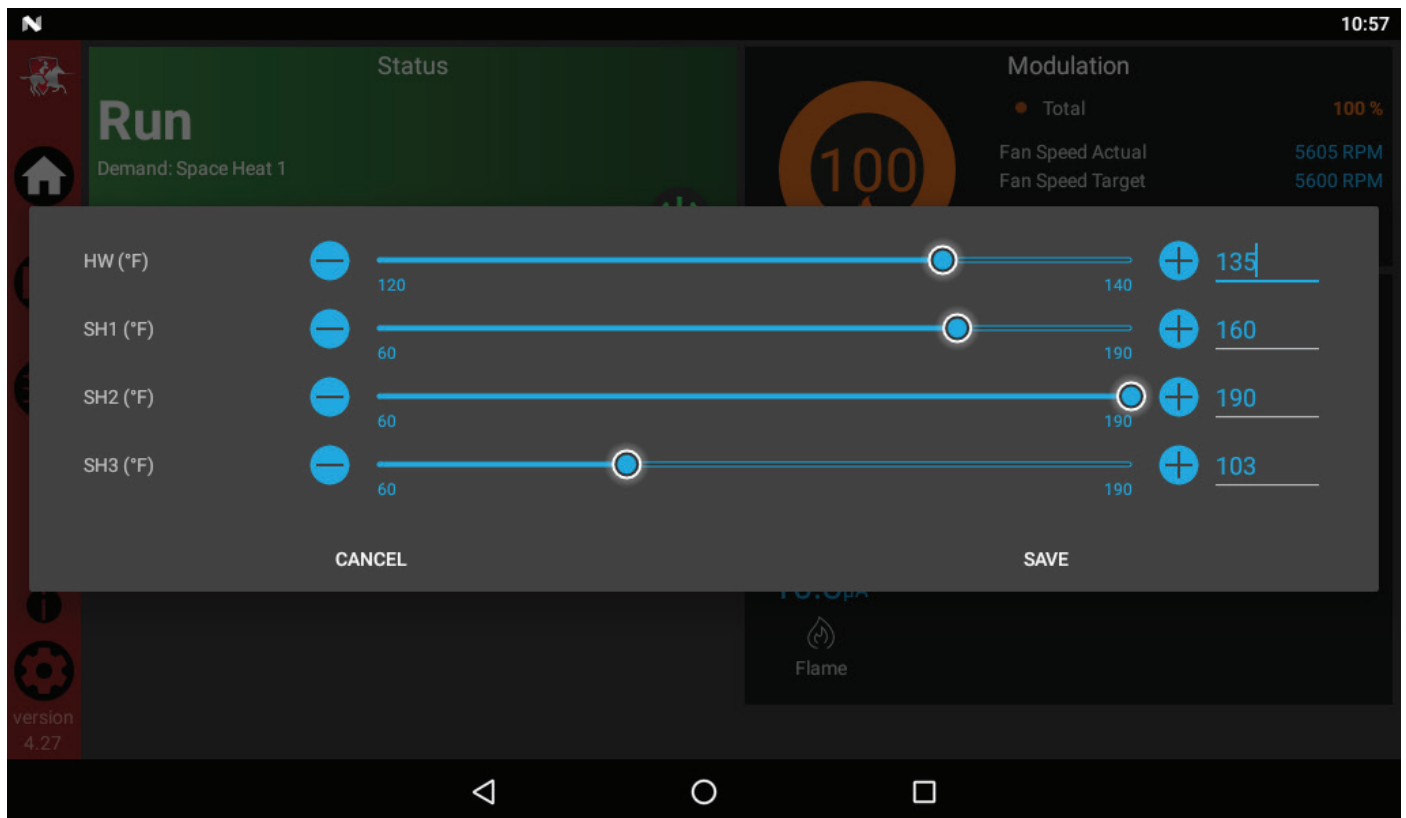 10:57
Status
Run
Demand: Space Heat 1
Modulation
100
Total 100 %
Fan Speed Actual 5605 RPM
Fan Speed Target 5600 RPM
HW (°F) 120 140 135
SH1 (°F) 60 190 160
SH2 (°F) 60 190 190
SH3 (°F) 60 190 103
CANCEL SAVE
µA
Flame
version
4.27